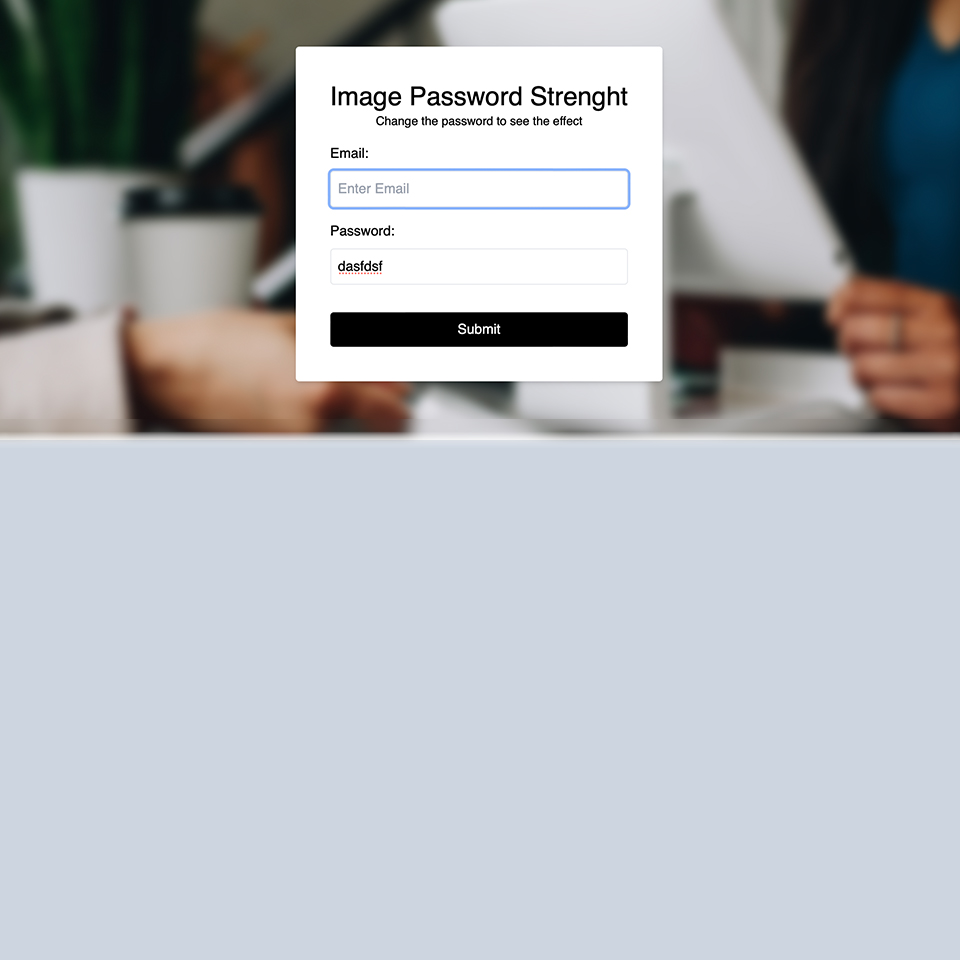 Image Password Strenght
Change the password to see the effect
Email:
Enter Email
Password:
dasfdsf
Submit